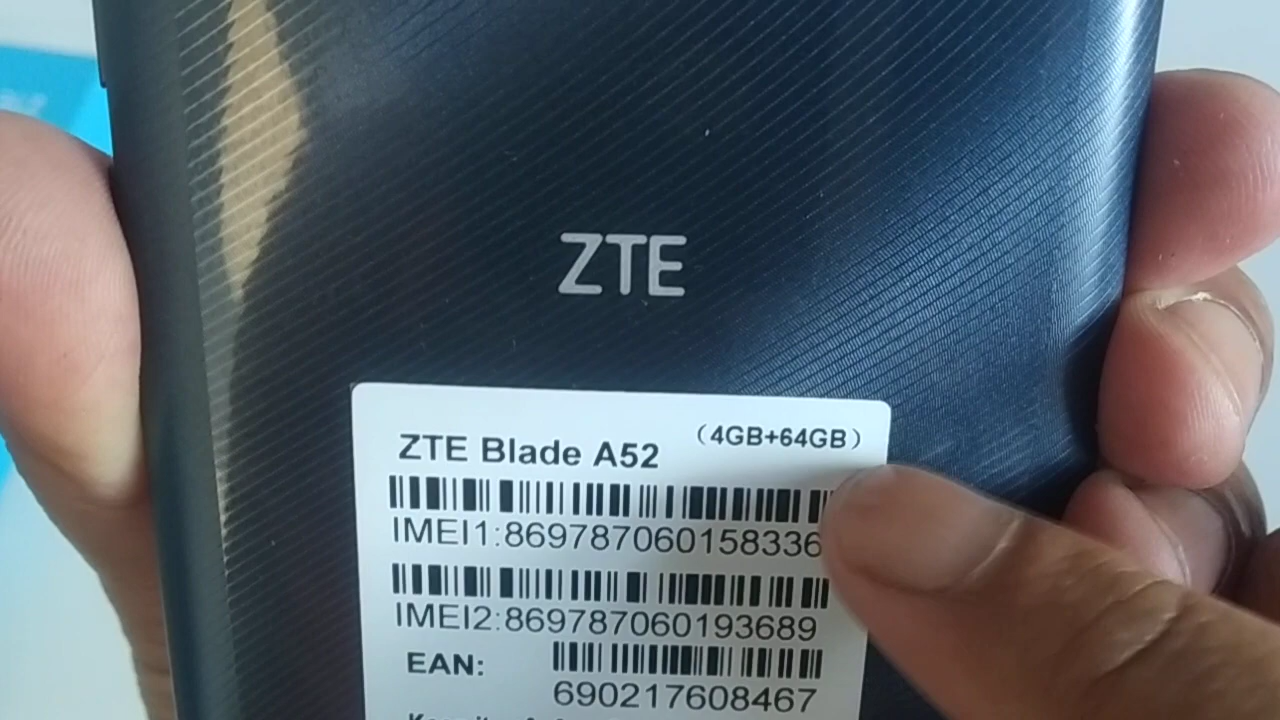 ZTE
ZTE Blade A52 (4GB+64GB)
IMEI1:869787060158336
IMEI2:869787060193689
EAN:
690217608467